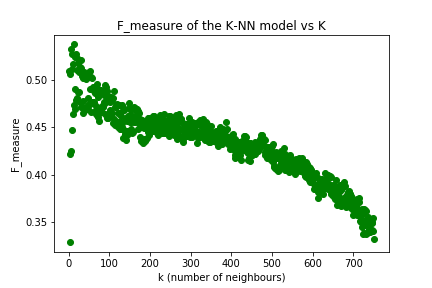 F_measure of the K-NN model vs K
0.50
0.45
0.40
0.35
F_measure
0 100 200 300 400 500 600 700
k (number of neighbours)